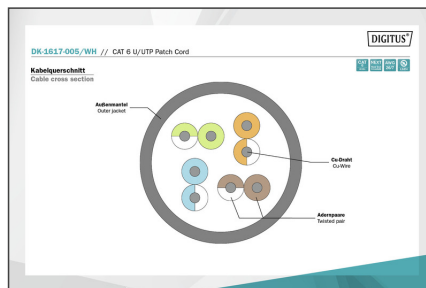 DIGITUS®
DK-1617-005/WH // CAT 6 U/UTP Patch Cord
Kabelquerschnitt
Cable cross section
Außenmantel
Outer jacket
Cu-Draht
Cu-Wire
Adernpaare
Twisted pair